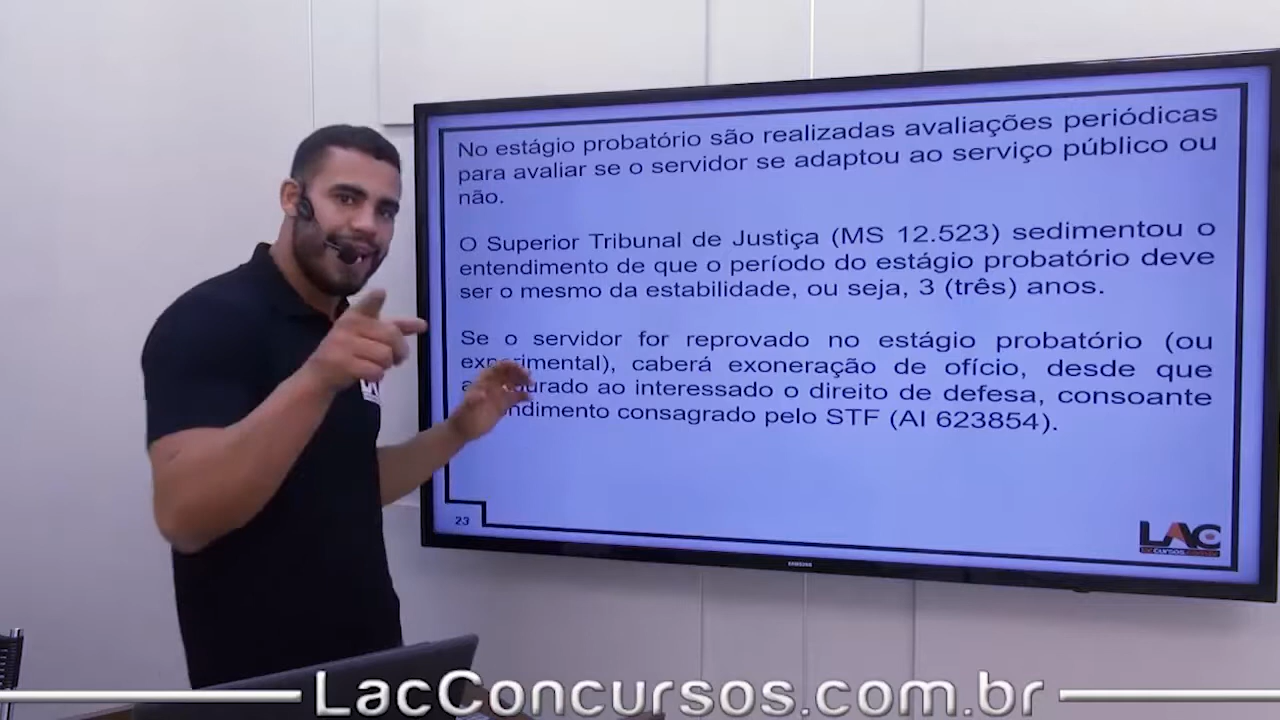 No estágio probatório são realizadas avaliações periódicas
para avaliar se o servidor se adaptou ao serviço público ou
não.
O Superior Tribunal de Justiça (MS 12.523) sedimentou o
entendimento de que o período do estágio probatório deve
ser o mesmo da estabilidade, ou seja, 3 (três) anos.
Se o servidor for reprovado no estágio probatório (ou
experimental), caberá exoneração de ofício, desde que
ao interessado o direito de defesa, consoante
consagrado pelo STF (AI 623854).
23
LAC
SAMSUNG
LacConcursos.com.br